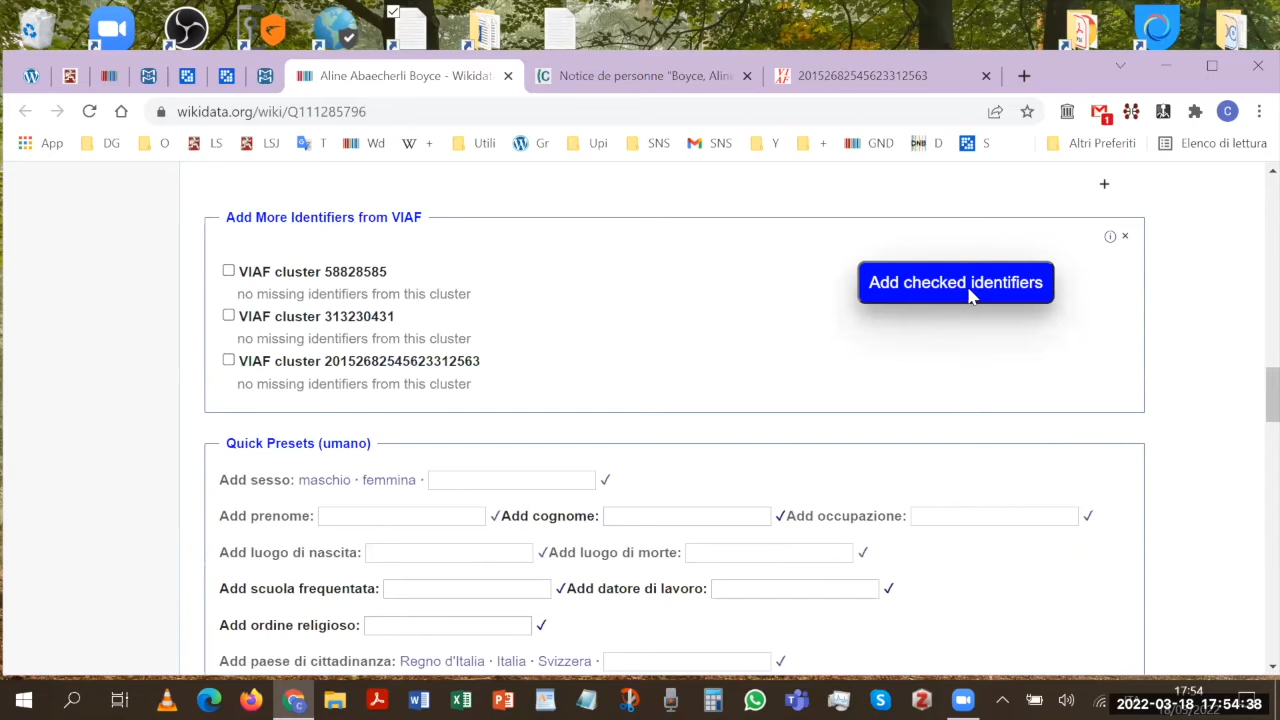 Aline Abaecherli Boyce - Wikidat
Notice de personne "Boyce, Aline
20152682545623312563
wikidata.org/wiki/Q111285796
App DG O LS LSJ T Wd + Utili Gr Upi SNS SNS Y + GND D S Altri Preferiti Elenco di lettura
+
Add More Identifiers from VIAF
VIAF cluster 58828585
no missing identifiers from this cluster
VIAF cluster 313230431
no missing identifiers from this cluster
VIAF cluster 20152682545623312563
no missing identifiers from this cluster
Add checked identifiers
Quick Presets (umano)
Add sesso: maschio · femmina · ✓
Add prenome: ✓Add cognome: ✓Add occupazione: ✓
Add luogo di nascita: ✓Add luogo di morte: ✓
Add scuola frequentata: ✓Add datore di lavoro: ✓
Add ordine religioso: ✓
Add paese di cittadinanza: Regno d'Italia · Italia · Svizzera · ✓
17:54
2022-03-18 17:54:38